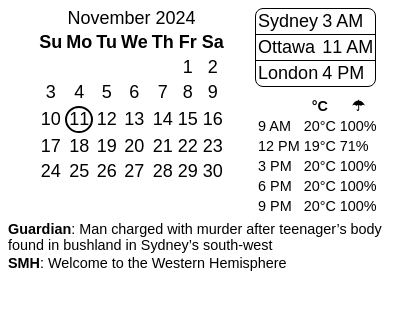 November 2024
Su Mo Tu We Th Fr Sa
1 2
3 4 5 6 7 8 9
10 11 12 13 14 15 16
17 18 19 20 21 22 23
24 25 26 27 28 29 30
Sydney 3 AM
Ottawa 11 AM
London 4 PM
°C ☂
9 AM 20°C 100%
12 PM 19°C 71%
3 PM 20°C 100%
6 PM 20°C 100%
9 PM 20°C 100%
Guardian: Man charged with murder after teenager’s body
found in bushland in Sydney’s south-west
SMH: Welcome to the Western Hemisphere